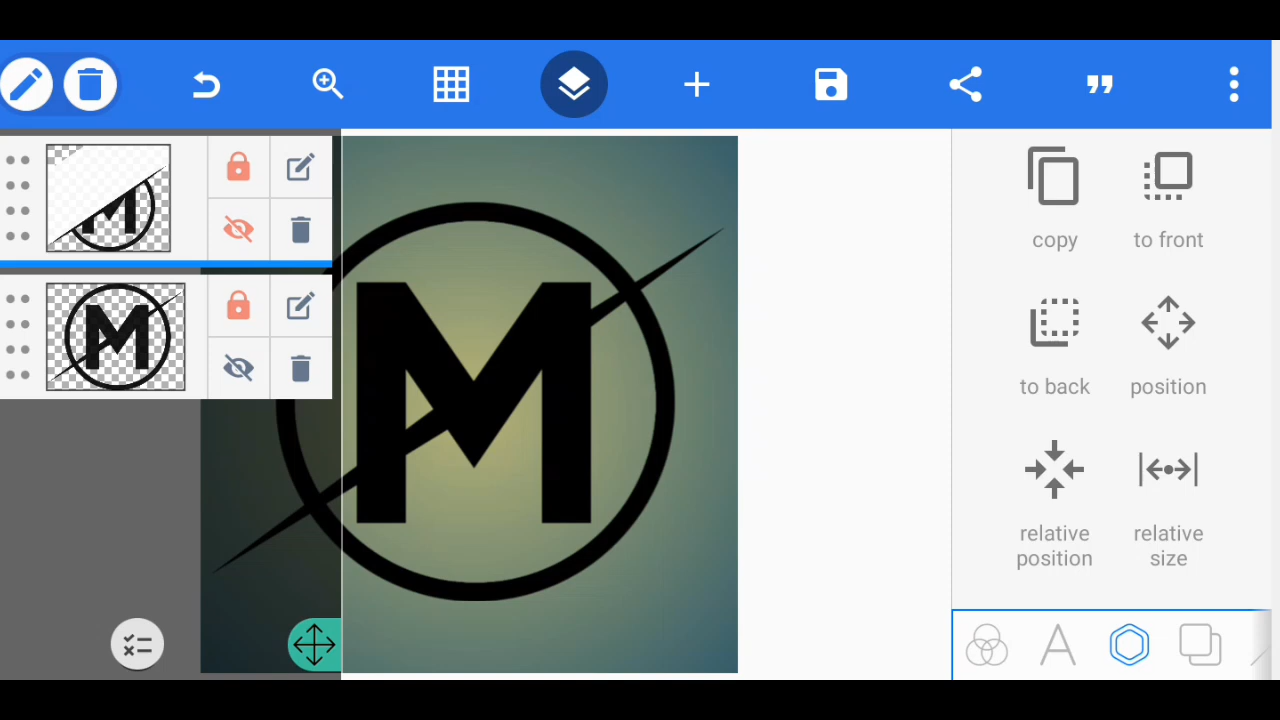 M
M
M
copy
to front
to back
position
relative
position
relative
size
A